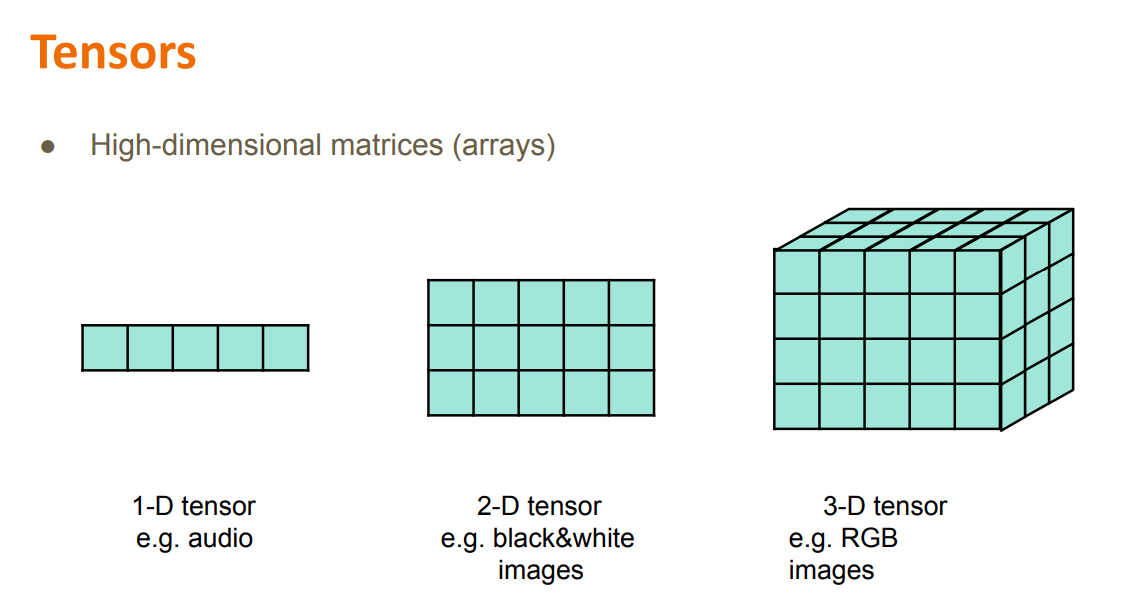 Tensors
● High-dimensional matrices (arrays)
1-D tensor
e.g. audio
2-D tensor
e.g. black&white
images
3-D tensor
e.g. RGB
images